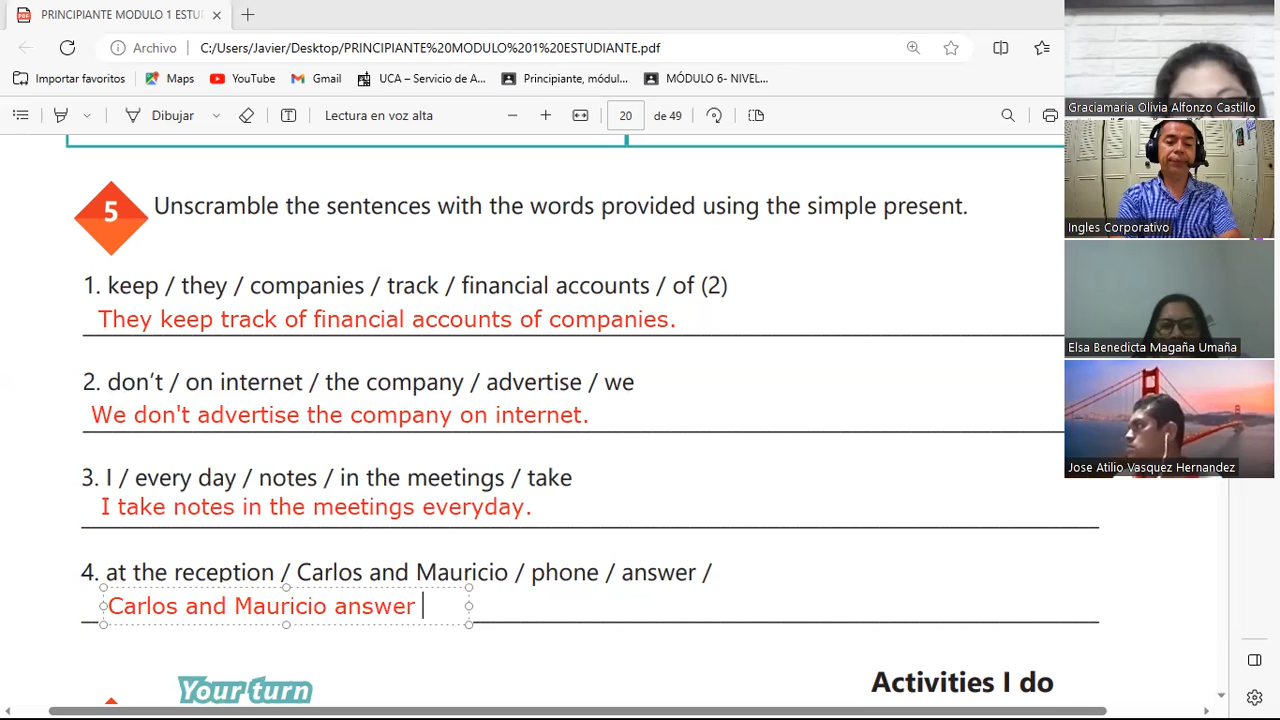 PRINCIPIANTE MODULO 1 ESTU
Archivo
C:/Users/Javier/Desktop/PRINCIPIANTE%20MODULO%201%20ESTUDIANTE.pdf
Importar favoritos
Maps
YouTube
Gmail
UCA – Servicio de A...
Principiante, módul...
MÓDULO 6- NIVEL...
Dibujar
Lectura en voz alta
20
de 49
5
Unscramble the sentences with the words provided using the simple present.
1. keep / they / companies / track / financial accounts / of (2)
They keep track of financial accounts of companies.
2. don’t / on internet / the company / advertise / we
We don't advertise the company on internet.
3. I / every day / notes / in the meetings / take
I take notes in the meetings everyday.
4. at the reception / Carlos and Mauricio / phone / answer /
Carlos and Mauricio answer
Your turn
Activities I do
Graciamaria Olivia Alfonzo Castillo
Ingles Corporativo
Elsa Benedicta Magaña Umaña
Jose Atilio Vasquez Hernandez